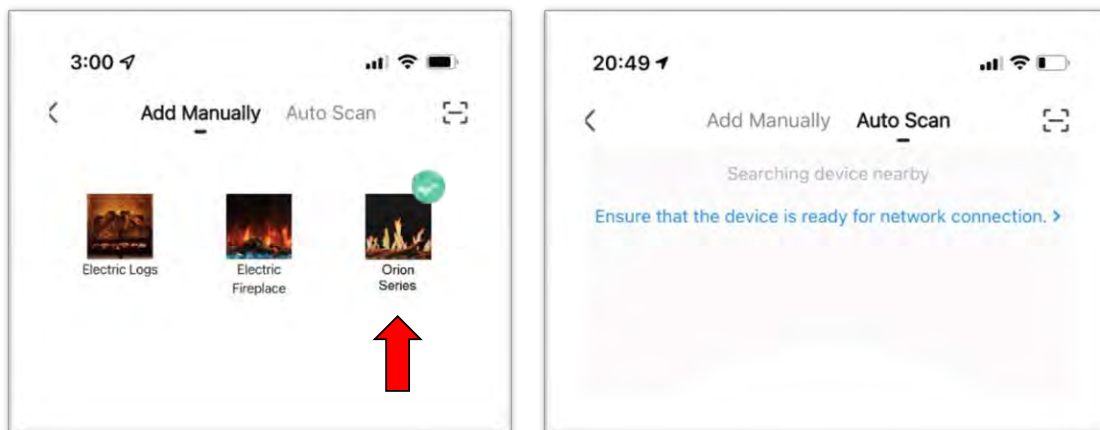 3:00
Add Manually Auto Scan
Electric Logs
Electric
Fireplace
Orion
Series
20:49
Add Manually Auto Scan
Searching device nearby
Ensure that the device is ready for network connection. >